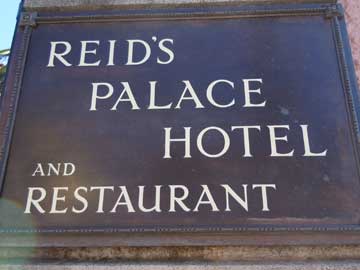 REID'S
PALACE
HOTEL
AND
RESTAURANT